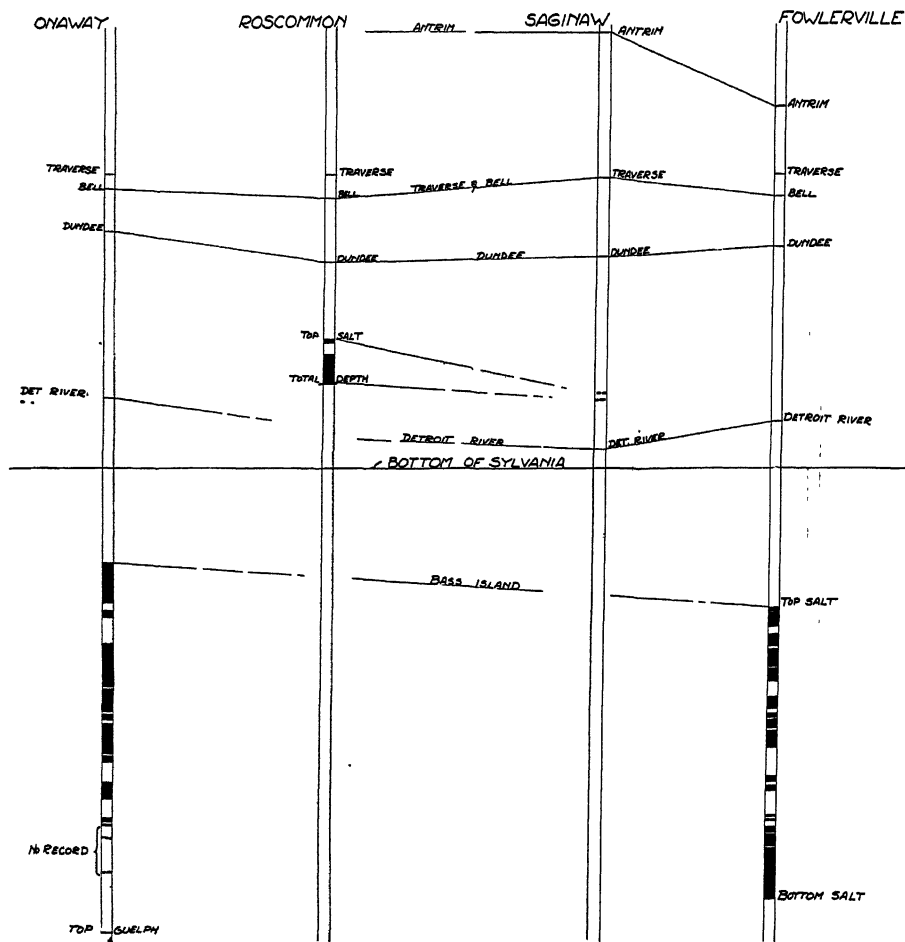 ONAWAY ROSCOMMON SAGINAW FOWLERVILLE
ANTRIM ANTRIM
ANTRIM
TRAVERSE TRAVERSE TRAVERSE TRAVERSE
BELL BELL TRAVERSE & BELL BELL
DUNDEE DUNDEE DUNDEE DUNDEE DUNDEE
TOP SALT
TOTAL DEPTH
DET RIVER. DETROIT RIVER
DETROIT RIVER DET. RIVER
BOTTOM OF SYLVANIA
BASS ISLAND
TOP SALT
No RECORD
BOTTOM SALT
TOP GUELPH